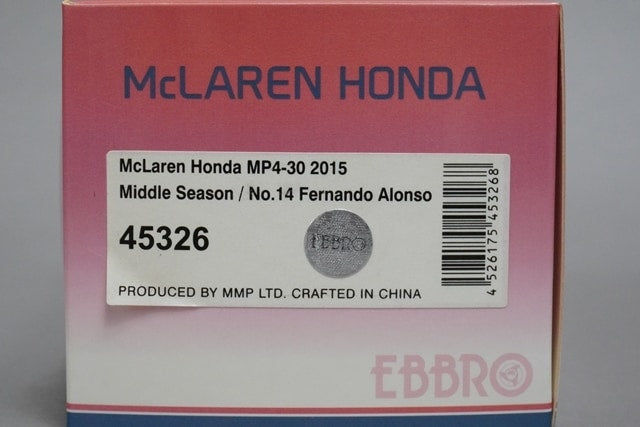 McLAREN HONDA
McLaren Honda MP4-30 2015
Middle Season / No.14 Fernando Alonso
45326
EBBRO
PRODUCED BY MMP LTD. CRAFTED IN CHINA
4 526175 453268
EBBRO